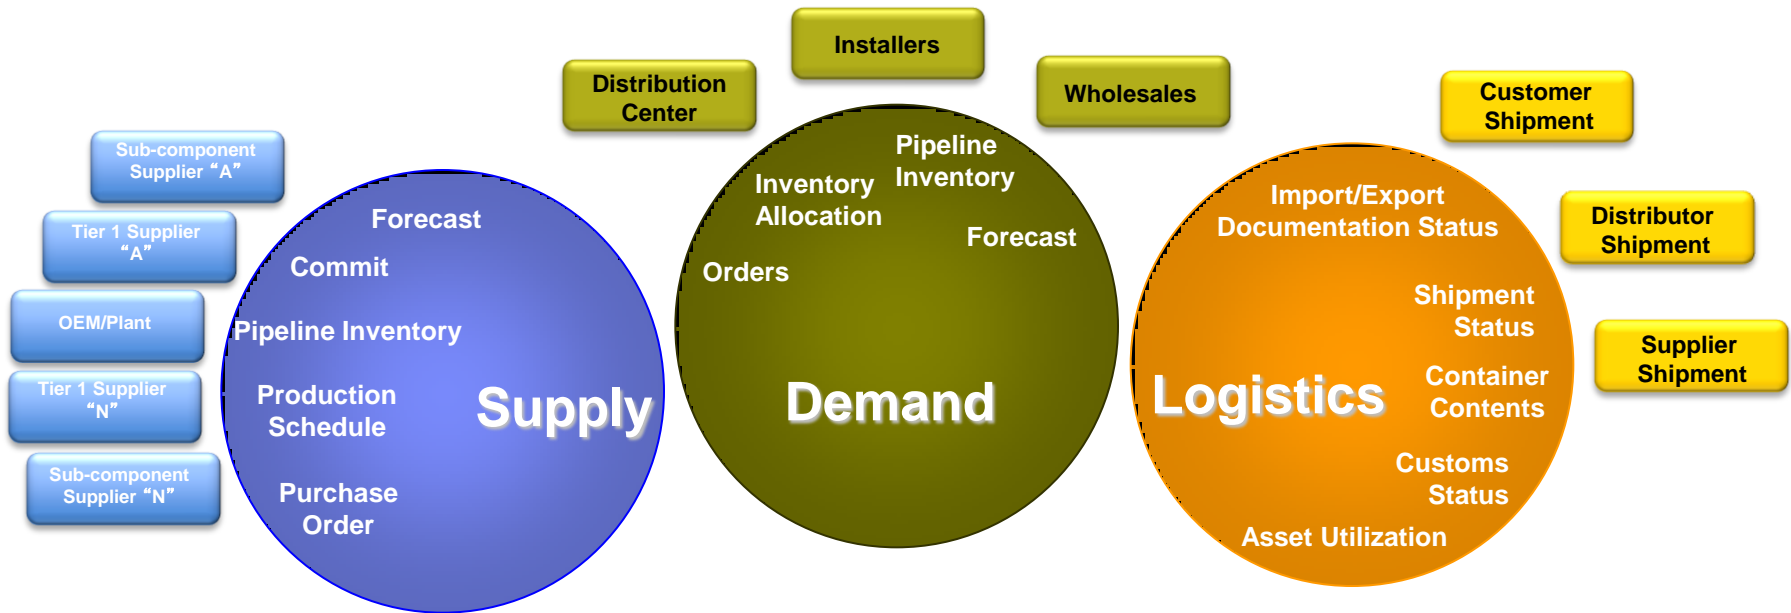 Sub-component
Supplier “A”
Tier 1 Supplier
“A”
OEM/Plant
Tier 1 Supplier
“N”
Sub-component
Supplier “N”
Forecast
Commit
Pipeline Inventory
Production
Schedule
Purchase
Order
Supply
Distribution
Center
Installers
Wholesales
Pipeline
Inventory
Inventory
Allocation
Forecast
Orders
Demand
Customer
Shipment
Distributor
Shipment
Supplier
Shipment
Import/Export
Documentation Status
Shipment
Status
Container
Contents
Customs
Status
Asset Utilization
Logistics